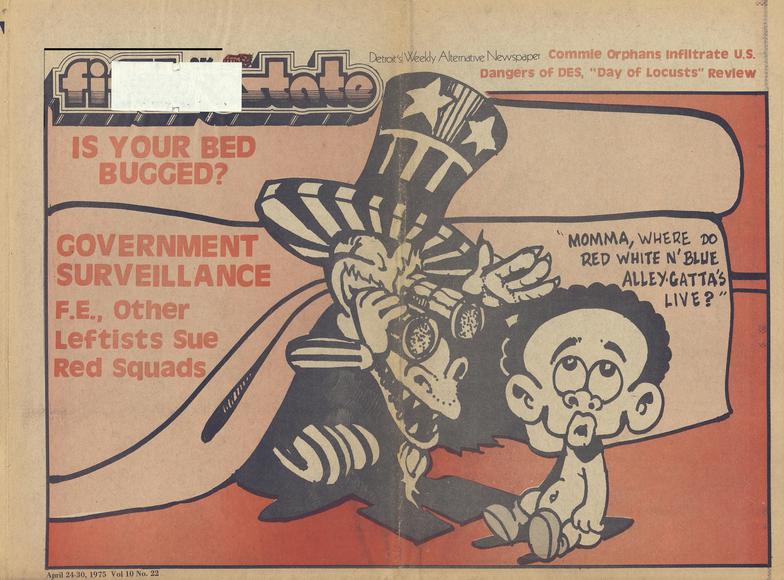 Detroit's Weekly Alternative Newspaper
Commie Orphans Infiltrate U.S.
Dangers of DES, "Day of Locusts" Review
state
IS YOUR BED
BUGGED?
GOVERNMENT
SURVEILLANCE
F.E., Other
Leftists Sue
Red Squads
"MOMMA, WHERE DO
RED WHITE N' BLUE
ALLEY-GATTA'S
LIVE?"
April 24-30, 1975 Vol 10 No. 22